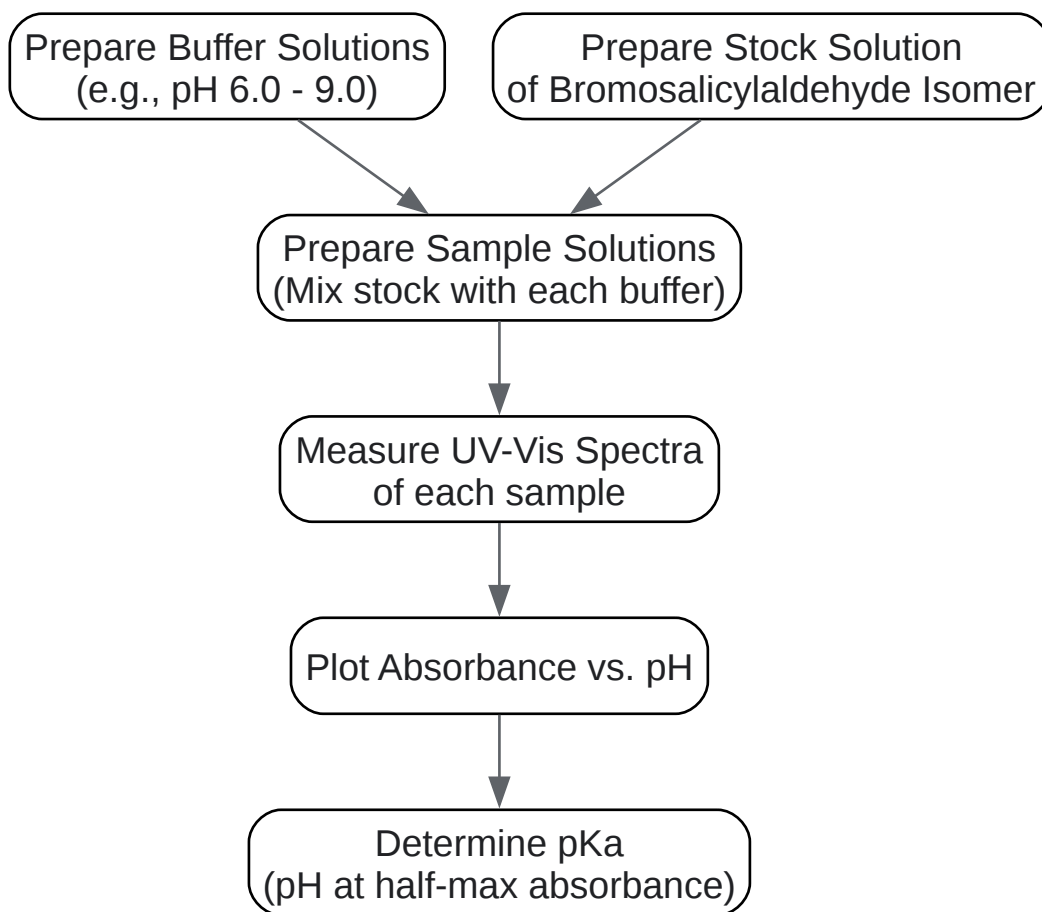 Prepare Buffer Solutions
(e.g., pH 6.0 - 9.0)
Prepare Stock Solution
of Bromosalicylaldehyde Isomer
Prepare Sample Solutions
(Mix stock with each buffer)
Measure UV-Vis Spectra
of each sample
Plot Absorbance vs. pH
Determine pKa
(pH at half-max absorbance)